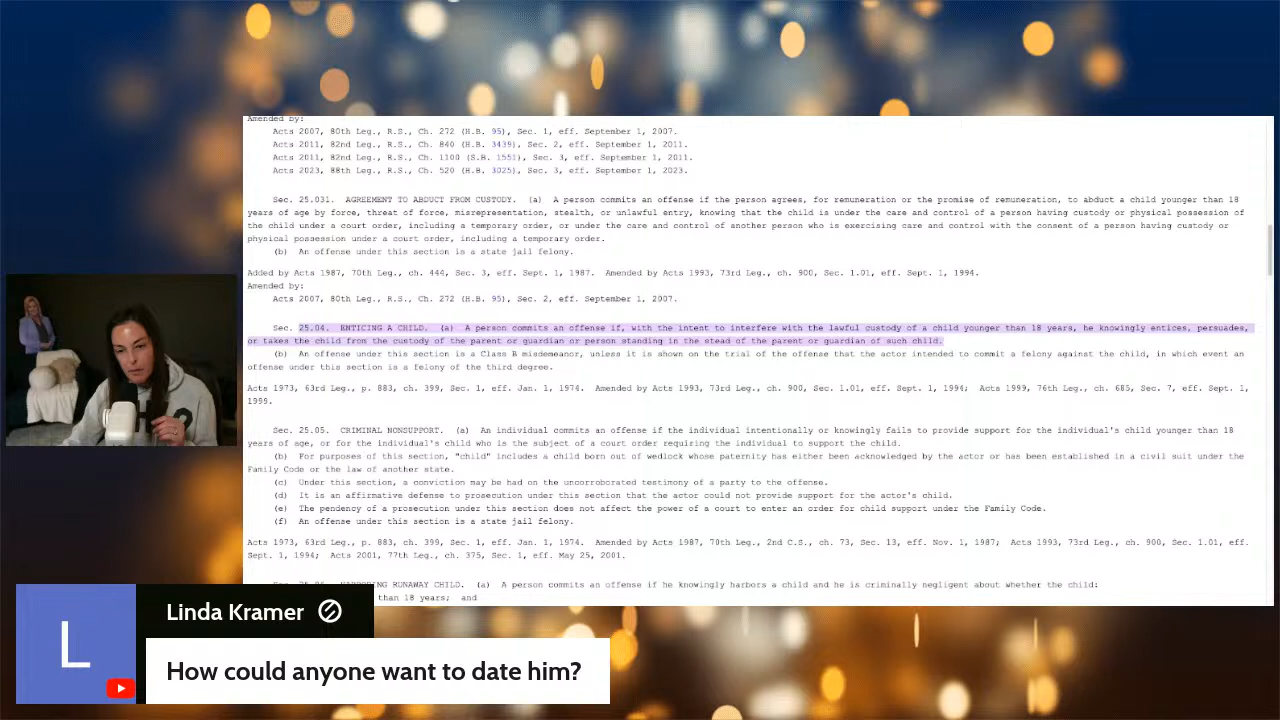 Amended by:
Acts 2007, 80th Leg., R.S., Ch. 272 (H.B. 95), Sec. 1, eff. September 1, 2007.
Acts 2011, 82nd Leg., R.S., Ch. 840 (H.B. 3439), Sec. 2, eff. September 1, 2011.
Acts 2011, 82nd Leg., R.S., Ch. 1100 (S.B. 1551), Sec. 3, eff. September 1, 2011.
Acts 2023, 88th Leg., R.S., Ch. 520 (H.B. 3025), Sec. 3, eff. September 1, 2023.
Sec. 25.031. AGREEMENT TO ABDUCT FROM CUSTODY. (a) A person commits an offense if the person agrees, for remuneration or the promise of remuneration, to abduct a child younger than 18
years of age by force, threat of force, misrepresentation, stealth, or unlawful entry, knowing that the child is under the care and control of a person having custody or physical possession of
the child under a court order, including a temporary order, or under the care and control of another person who is exercising care and control with the consent of a person having custody or
physical possession under a court order, including a temporary order.
(b) An offense under this section is a state jail felony.
Added by Acts 1987, 70th Leg., ch. 444, Sec. 3, eff. Sept. 1, 1987. Amended by Acts 1993, 73rd Leg., ch. 900, Sec. 1.01, eff. Sept. 1, 1994.
Amended by:
Acts 2007, 80th Leg., R.S., Ch. 272 (H.B. 95), Sec. 2, eff. September 1, 2007.
Sec. 25.04. ENTICING A CHILD. (a) A person commits an offense if, with the intent to interfere with the lawful custody of a child younger than 18 years, he knowingly entices, persuades,
or takes the child from the custody of the parent or guardian or person standing in the stead of the parent or guardian of such child.
(b) An offense under this section is a Class B misdemeanor, unless it is shown on the trial of the offense that the actor intended to commit a felony against the child, in which event an
offense under this section is a felony of the third degree.
Acts 1973, 63rd Leg., p. 883, ch. 399, Sec. 1, eff. Jan. 1, 1974. Amended by Acts 1993, 73rd Leg., ch. 900, Sec. 1.01, eff. Sept. 1, 1994; Acts 1999, 76th Leg., ch. 685, Sec. 7, eff. Sept. 1,
1999.
Sec. 25.05. CRIMINAL NONSUPPORT. (a) An individual commits an offense if the individual intentionally or knowingly fails to provide support for the individual's child younger than 18
years of age, or for the individual's child who is the subject of a court order requiring the individual to support the child.
(b) For purposes of this section, "child" includes a child born out of wedlock whose paternity has either been acknowledged by the actor or has been established in a civil suit under the
Family Code or the law of another state.
(c) Under this section, a conviction may be had on the uncorroborated testimony of a party to the offense.
(d) It is an affirmative defense to prosecution under this section that the actor could not provide support for the actor's child.
(e) The pendency of a prosecution under this section does not affect the power of a court to enter an order for child support under the Family Code.
(f) An offense under this section is a state jail felony.
Acts 1973, 63rd Leg., p. 883, ch. 399, Sec. 1, eff. Jan. 1, 1974. Amended by Acts 1987, 70th Leg., 2nd C.S., ch. 73, Sec. 13, eff. Nov. 1, 1987; Acts 1993, 73rd Leg., ch. 900, Sec. 1.01, eff.
Sept. 1, 1994; Acts 2001, 77th Leg., ch. 375, Sec. 1, eff. May 25, 2001.
RUNAWAY CHILD. (a) A person commits an offense if he knowingly harbors a child and he is criminally negligent about whether the child:
than 18 years; and
L
Linda Kramer
How could anyone want to date him?